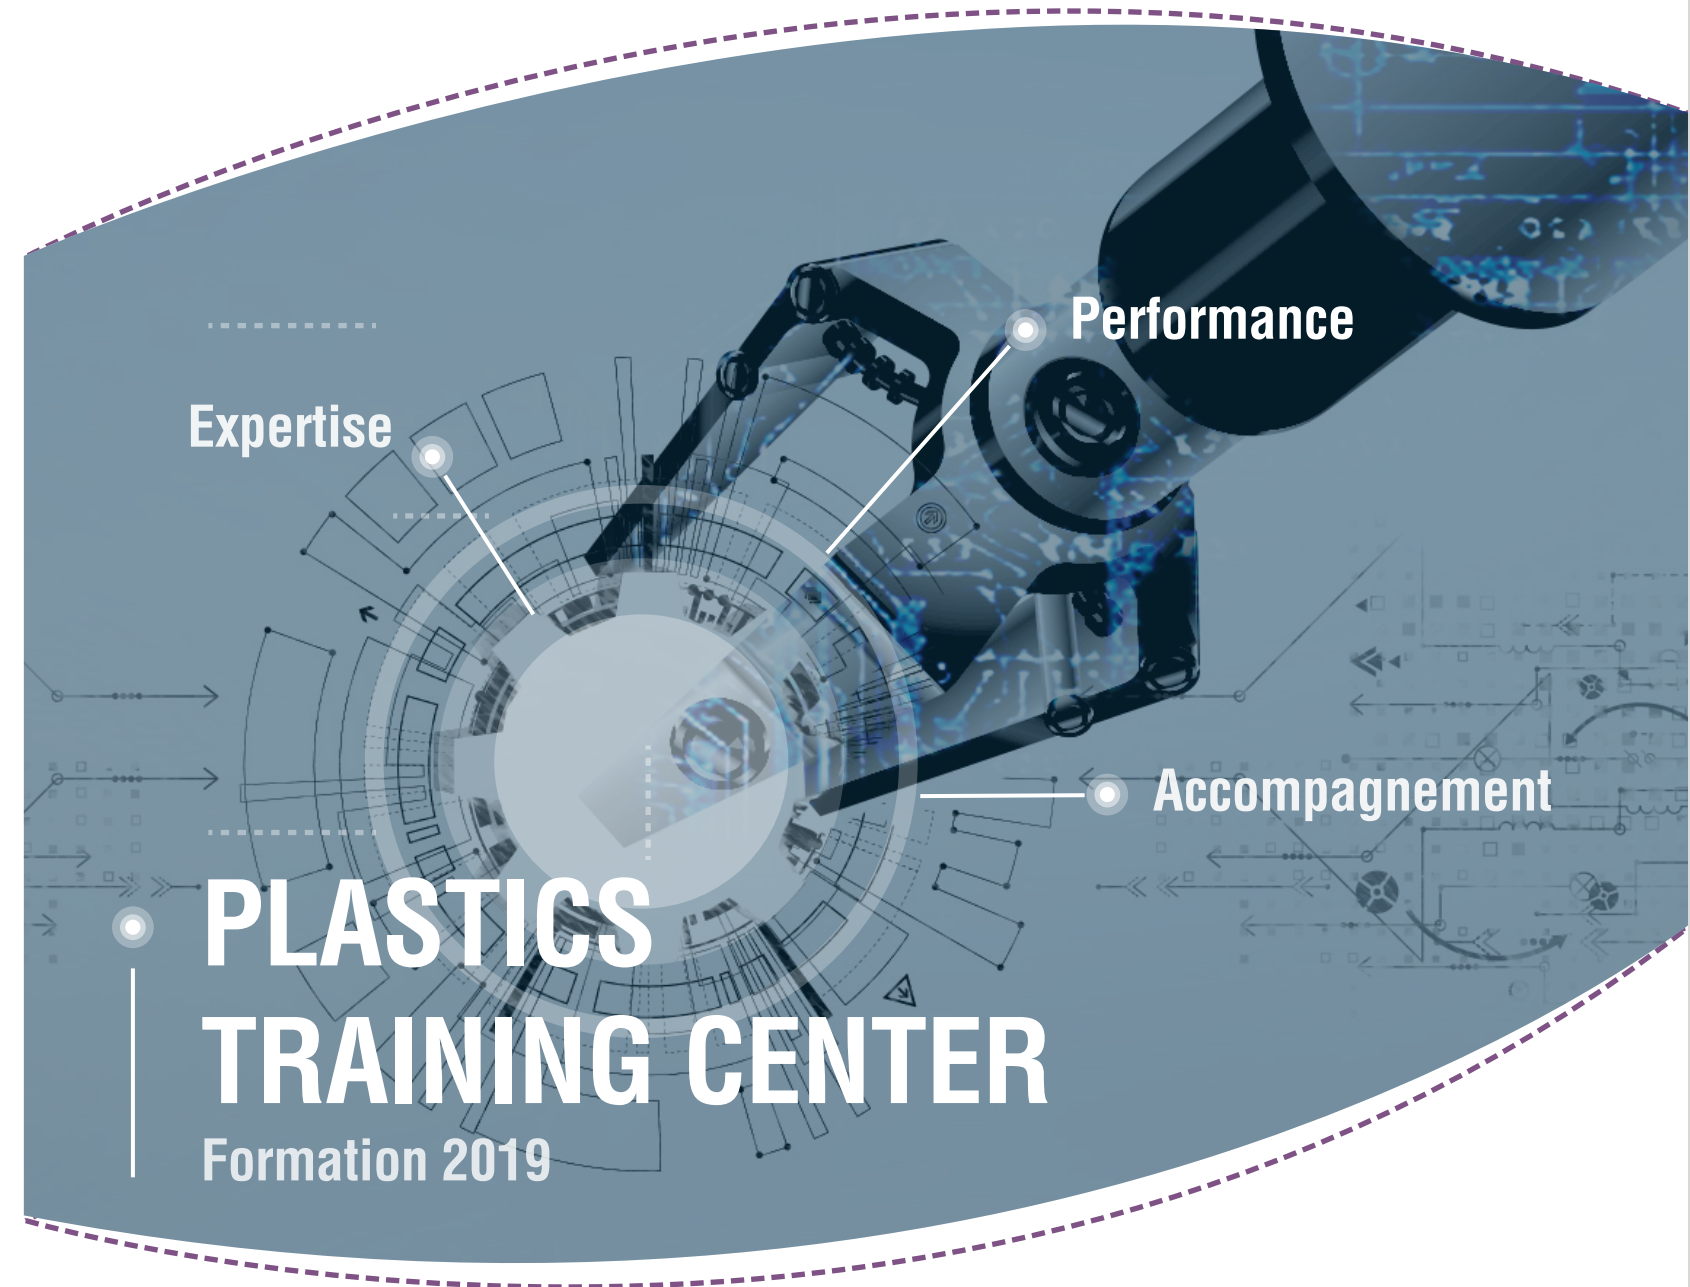 Performance
Expertise
Accompagnement
PLASTICS
TRAINING CENTER
Formation 2019